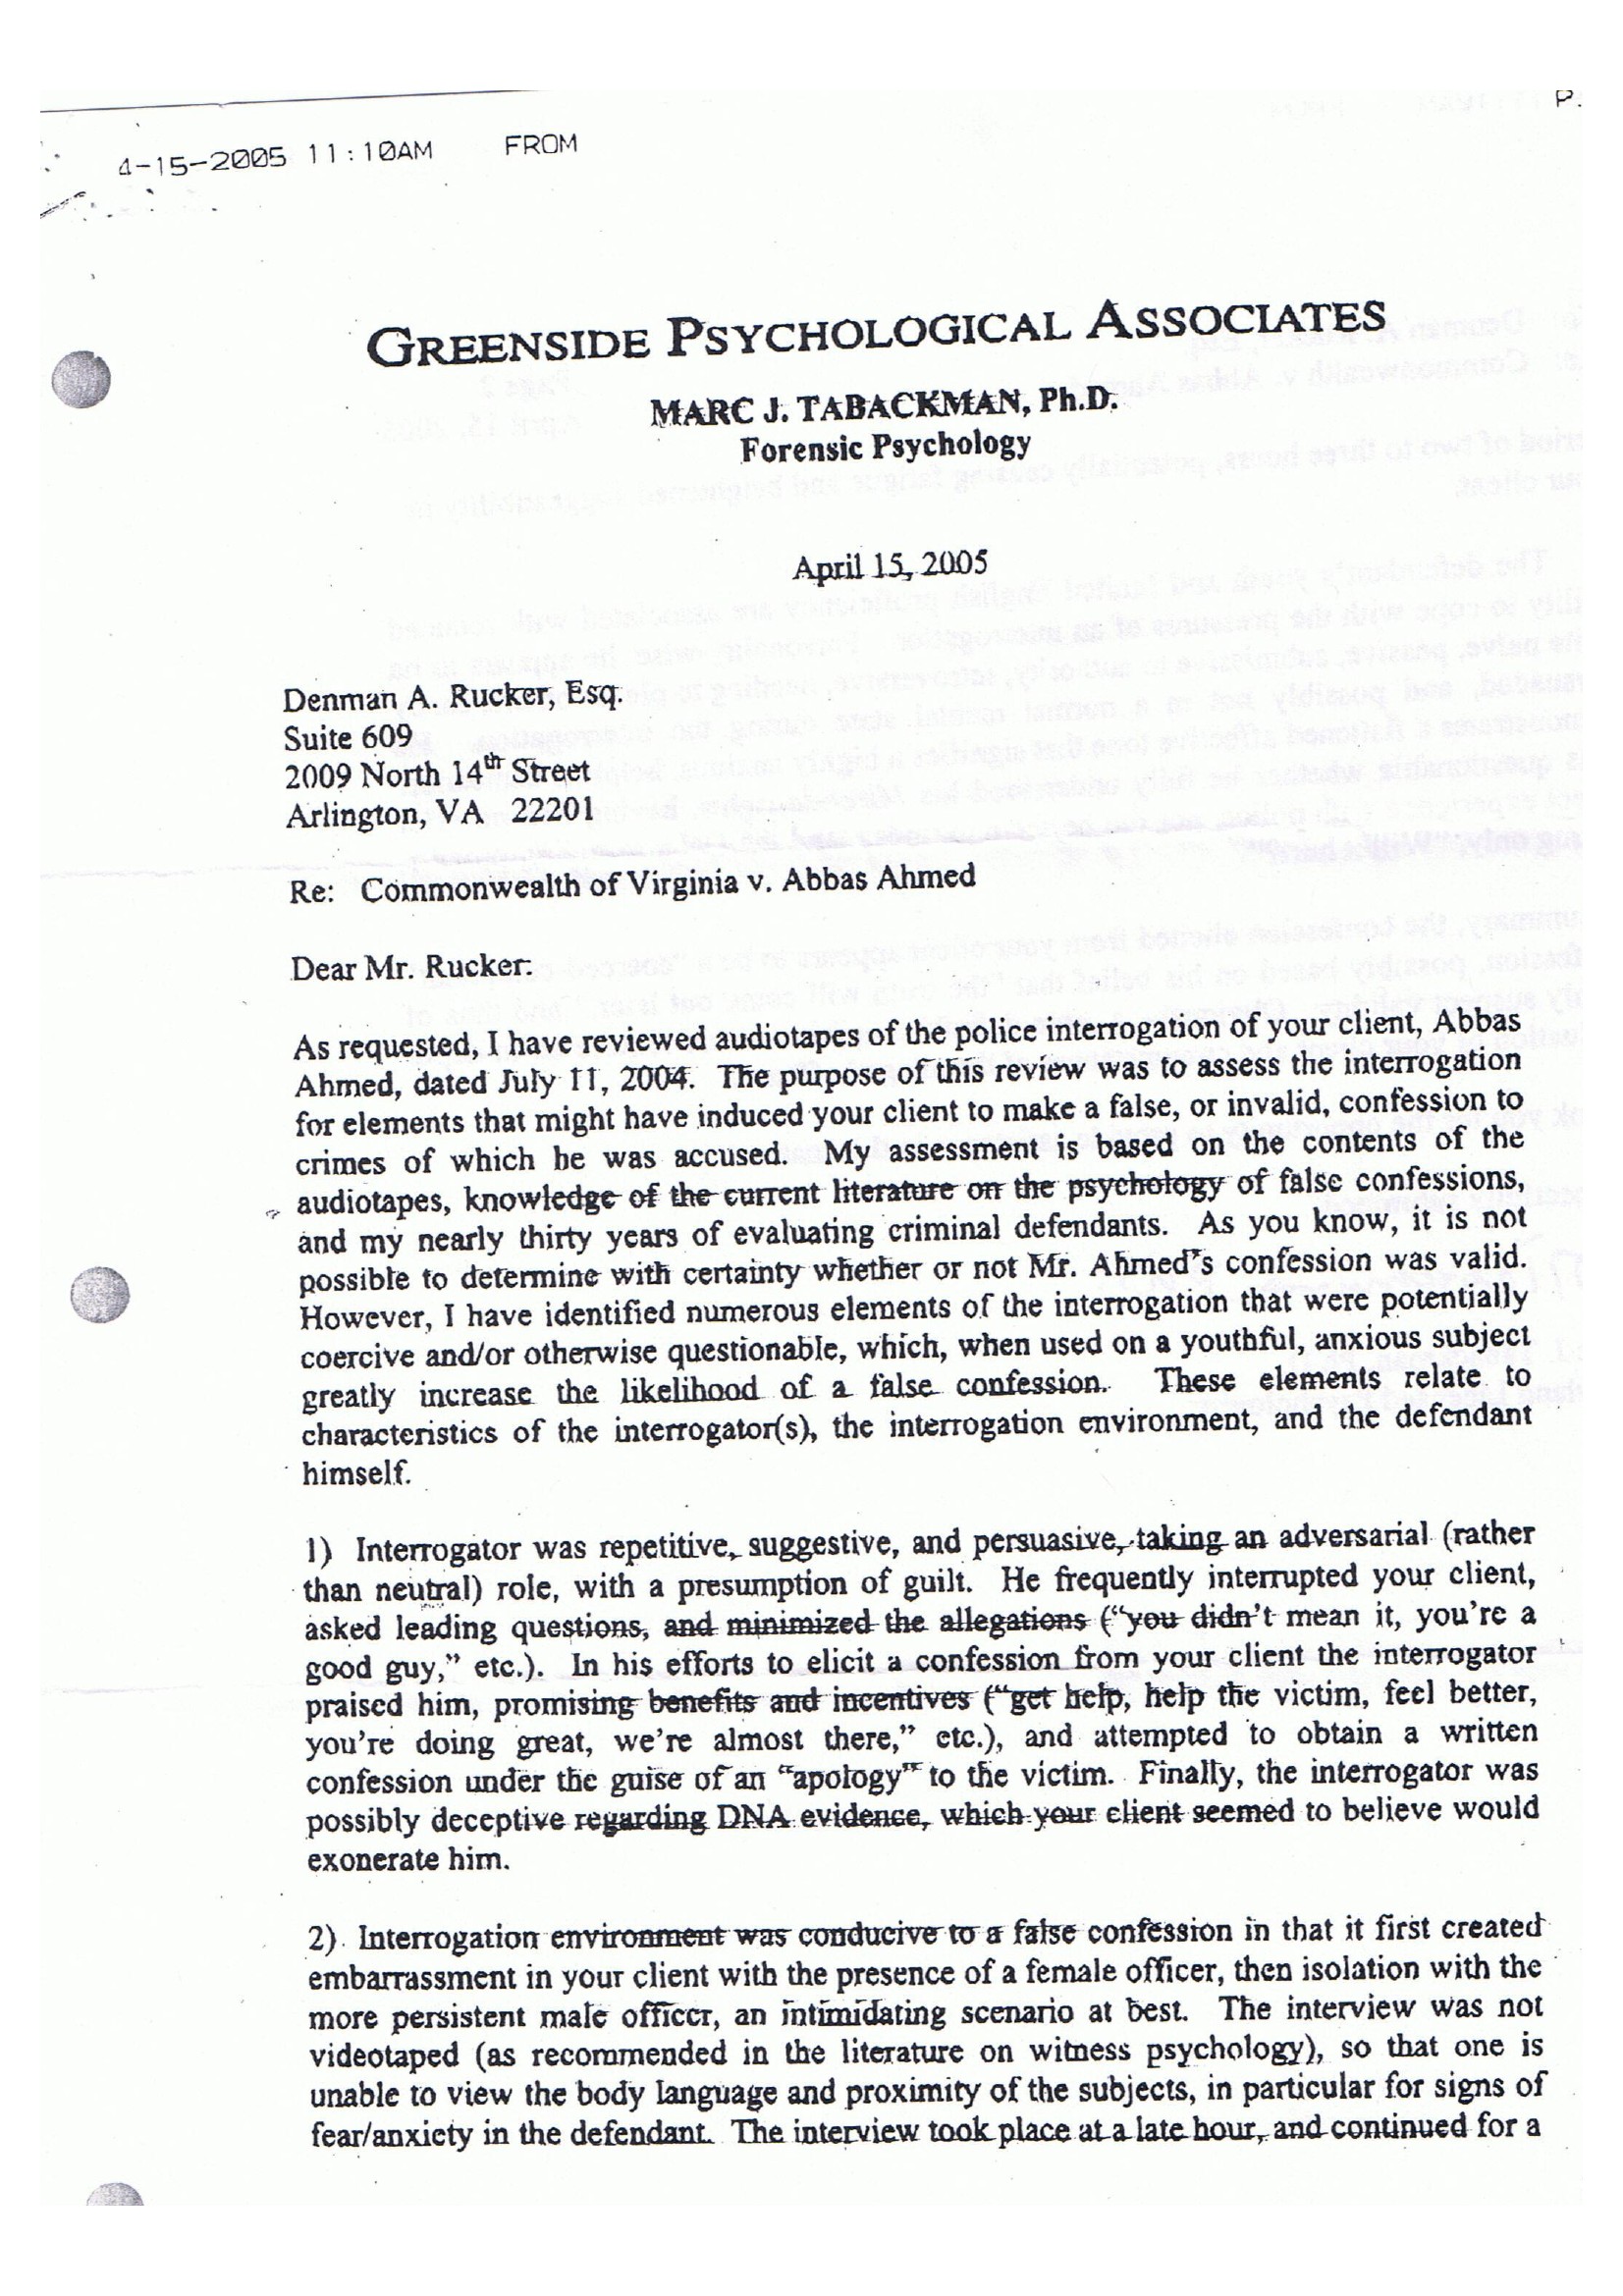 P.
4-15-2005 11:10AM FROM
GREENSIDE PSYCHOLOGICAL ASSOCIATES
MARC J. TABACKMAN, Ph.D.
Forensic Psychology
April 15, 2005
Denman A. Rucker, Esq.
Suite 609
2009 North 14th Street
Arlington, VA 22201
Re: Commonwealth of Virginia v. Abbas Ahmed
Dear Mr. Rucker:
As requested, I have reviewed audiotapes of the police interrogation of your client, Abbas
Ahmed, dated July 11, 2004. The purpose of this review was to assess the interrogation
for elements that might have induced your client to make a false, or invalid, confession to
crimes of which he was accused. My assessment is based on the contents of the
audiotapes, knowledge of the current literature on the psychology of false confessions,
and my nearly thirty years of evaluating criminal defendants. As you know, it is not
possible to determine with certainty whether or not Mr. Ahmed's confession was valid.
However, I have identified numerous elements of the interrogation that were potentially
coercive and/or otherwise questionable, which, when used on a youthful, anxious subject
greatly increase the likelihood of a false confession. These elements relate to
characteristics of the interrogator(s), the interrogation environment, and the defendant
himself.
1) Interrogator was repetitive, suggestive, and persuasive, taking an adversarial (rather
than neutral) role, with a presumption of guilt. He frequently interrupted your client,
asked leading questions, and minimized the allegations ("you didn't mean it, you're a
good guy," etc.). In his efforts to elicit a confession from your client the interrogator
praised him, promising benefits and incentives ("get help, help the victim, feel better,
you're doing great, we're almost there," etc.), and attempted to obtain a written
confession under the guise of an "apology" to the victim. Finally, the interrogator was
possibly deceptive regarding DNA evidence, which your client seemed to believe would
exonerate him.
2) Interrogation environment was conducive to a false confession in that it first created
embarrassment in your client with the presence of a female officer, then isolation with the
more persistent male officer, an intimidating scenario at best. The interview was not
videotaped (as recommended in the literature on witness psychology), so that one is
unable to view the body language and proximity of the subjects, in particular for signs of
fear/anxiety in the defendant. The interview took place at a late hour, and continued for a